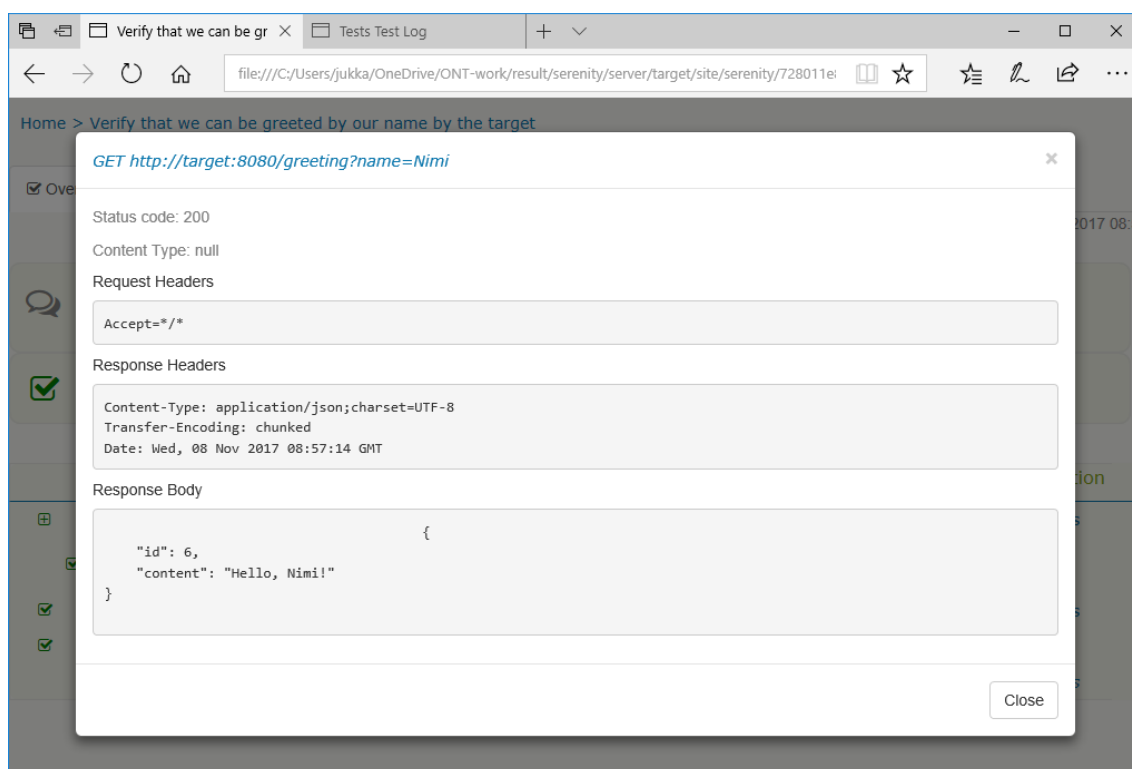 Verify that we can be gr
Tests Test Log
file:///C:/Users/jukka/OneDrive/ONT-work/result/serenity/server/target/site/serenity/728011e
Home > Verify that we can be greeted by our name by the target
GET http://target:8080/greeting?name=Nimi
×
Ove
Status code: 200
2017 08:
Content Type: null
Request Headers
Accept=*/*
Response Headers
Content-Type: application/json;charset=UTF-8
Transfer-Encoding: chunked
Date: Wed, 08 Nov 2017 08:57:14 GMT
tion
Response Body
{
"id": 6,
"content": "Hello, Nimi!"
}
Close